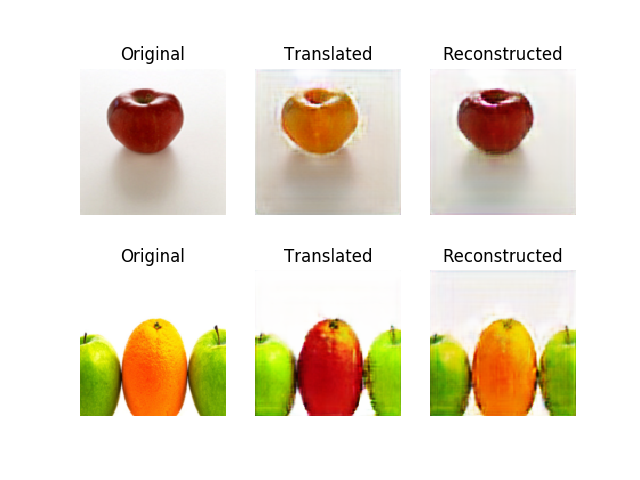 Original
Translated
Reconstructed
Original
Translated
Reconstructed